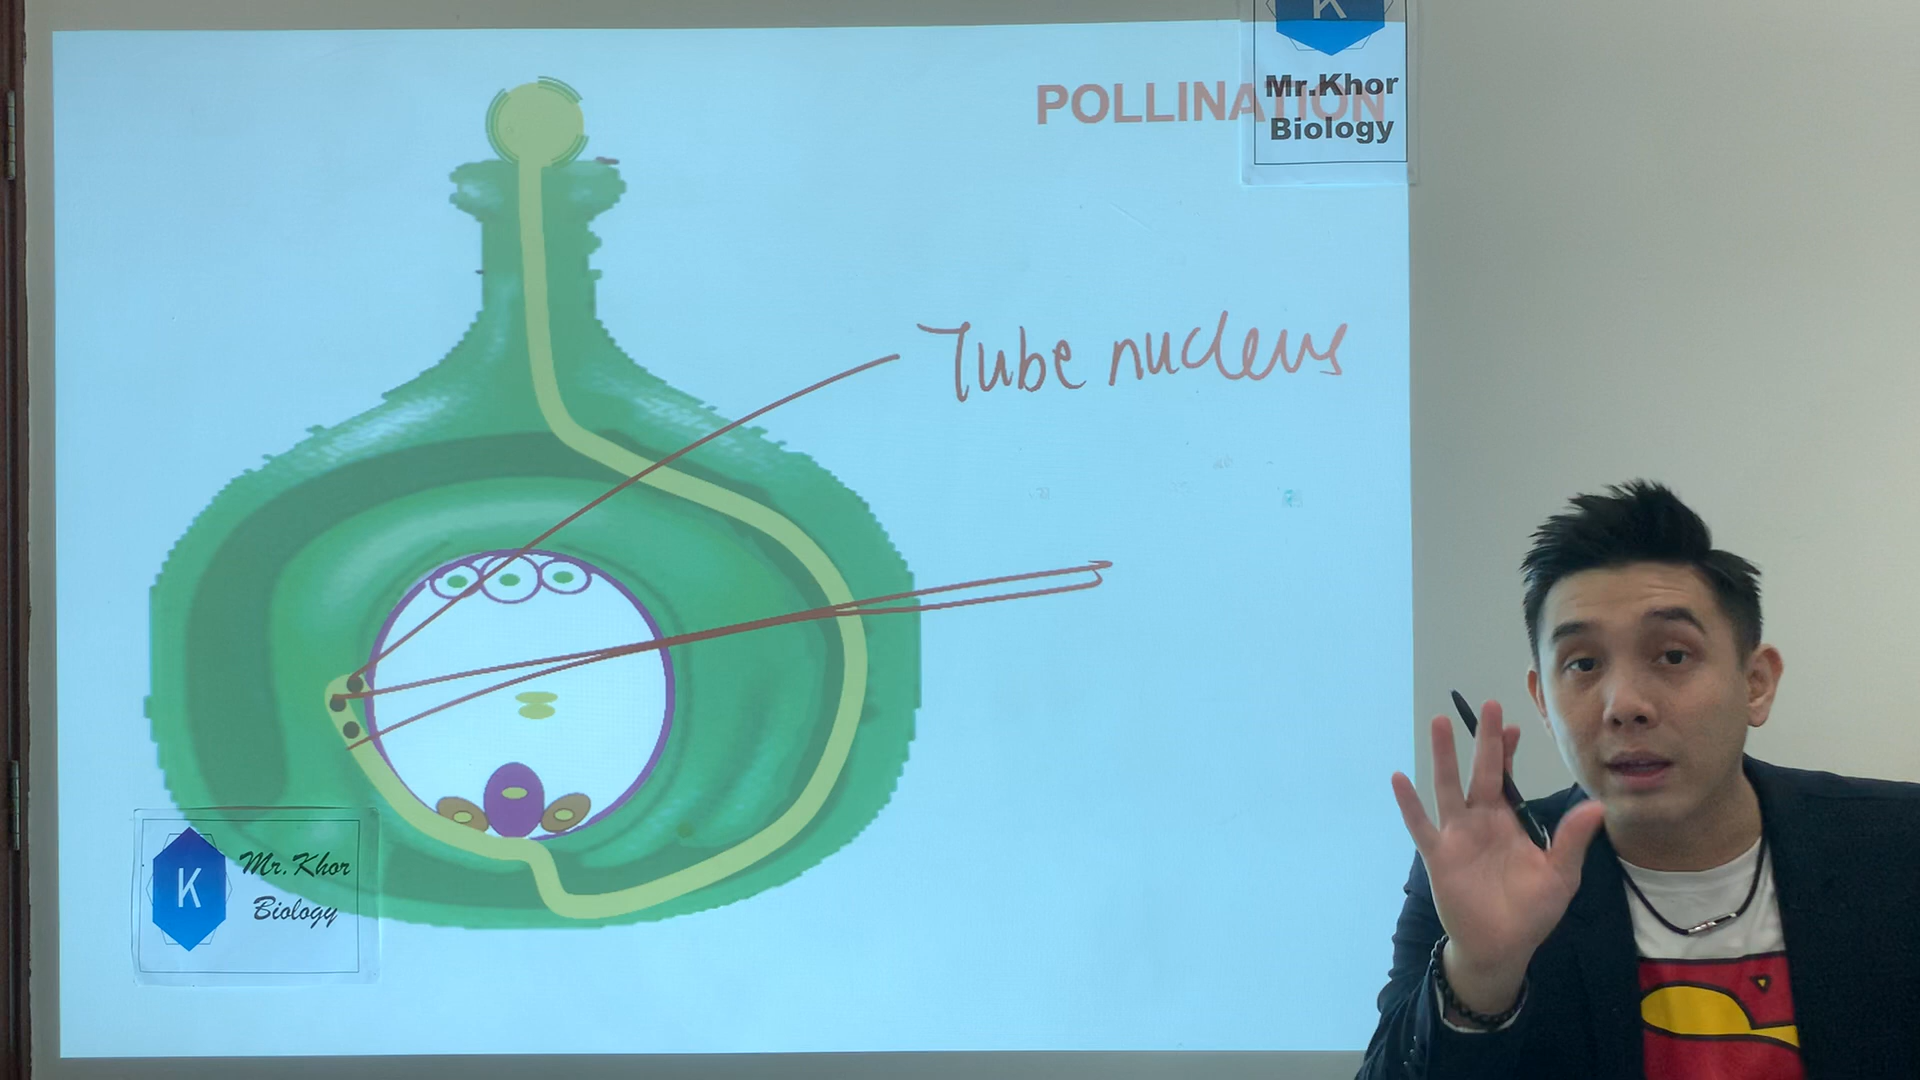 K
Mr.Khor
Biology
POLLINATION
Tube nucleus
K
Mr.Khor
Biology